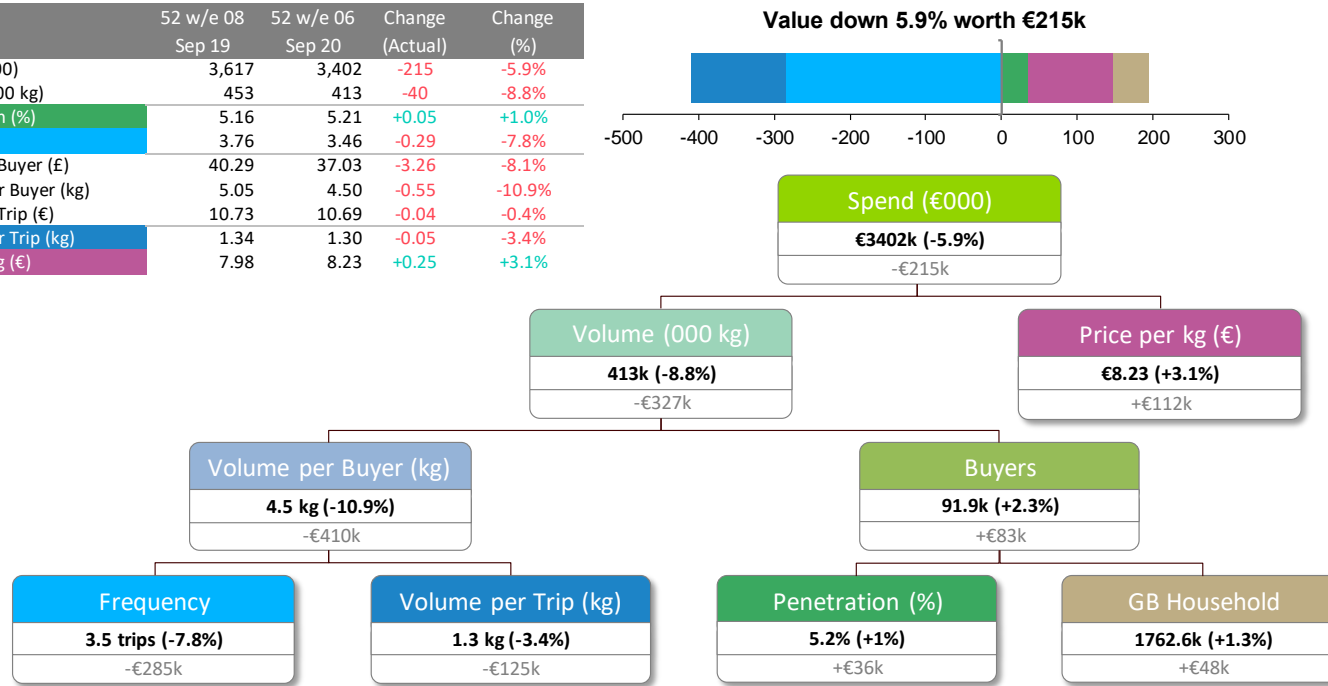 52 w/e 08 52 w/e 06 Change Change
Sep 19 Sep 20 (Actual) (%)
3,617 3,402 -215 -5.9%
kg) 453 413 -40 -8.8%
(%) 5.16 5.21 +0.05 +1.0%
3.76 3.46 -0.29 -7.8%
Buyer (£) 40.29 37.03 -3.26 -8.1%
Buyer (kg) 5.05 4.50 -0.55 -10.9%
Trip (€) 10.73 10.69 -0.04 -0.4%
Trip (kg) 1.34 1.30 -0.05 -3.4%
(€) 7.98 8.23 +0.25 +3.1%
Value down 5.9% worth €215k
-500 -400 -300 -200 -100 0 100 200 300
Spend (€000)
€3402k (-5.9%)
-€215k
Volume (000 kg)
413k (-8.8%)
-€327k
Price per kg (€)
€8.23 (+3.1%)
+€112k
Volume per Buyer (kg)
4.5 kg (-10.9%)
-€410k
Buyers
91.9k (+2.3%)
+€83k
Frequency
3.5 trips (-7.8%)
-€285k
Volume per Trip (kg)
1.3 kg (-3.4%)
-€125k
Penetration (%)
5.2% (+1%)
+€36k
GB Household
1762.6k (+1.3%)
+€48k